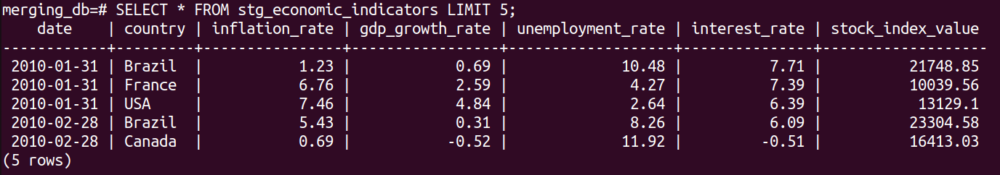 merging_db=# SELECT * FROM stg_economic_indicators LIMIT 5;
    date    | country | inflation_rate | gdp_growth_rate | unemployment_rate | interest_rate | stock_index_value
------------+---------+----------------+-----------------+-------------------+---------------+-------------------
 2010-01-31 | Brazil  |           1.23 |            0.69 |             10.48 |          7.71 |          21748.85
 2010-01-31 | France  |           6.76 |            2.59 |              4.27 |          7.39 |          10039.56
 2010-01-31 | USA     |           7.46 |            4.84 |              2.64 |          6.39 |           13129.1
 2010-02-28 | Brazil  |           5.43 |            0.31 |              8.26 |          6.09 |          23304.58
 2010-02-28 | Canada  |           0.69 |           -0.52 |             11.92 |         -0.51 |          16413.03
(5 rows)